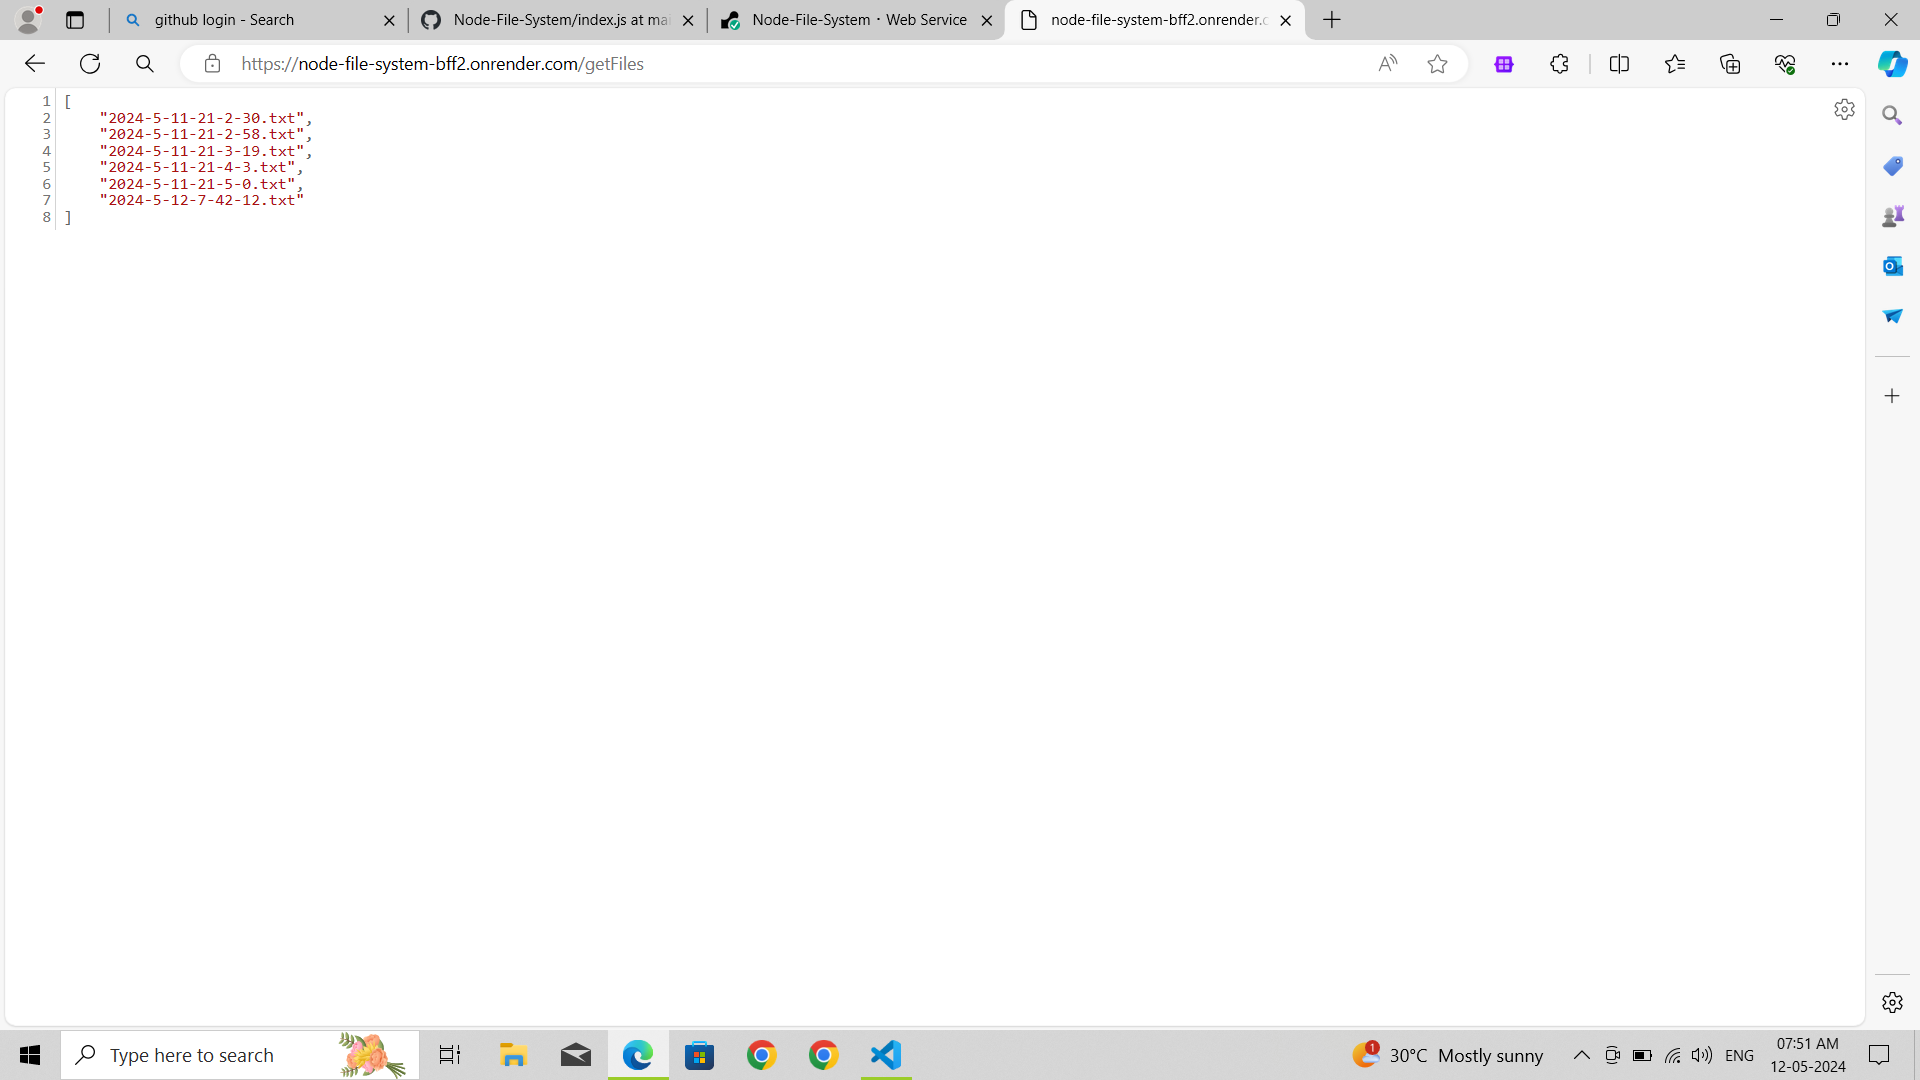 github login - Search
Node-File-System/index.js at ma
Node-File-System · Web Service
node-file-system-bff2.onrender.c
https://node-file-system-bff2.onrender.com/getFiles
1 [
2 "2024-5-11-21-2-30.txt",
3 "2024-5-11-21-2-58.txt",
4 "2024-5-11-21-3-19.txt",
5 "2024-5-11-21-4-3.txt",
6 "2024-5-11-21-5-0.txt",
7 "2024-5-12-7-42-12.txt"
8 ]
Type here to search
1
30°C Mostly sunny
ENG
07:51 AM
12-05-2024